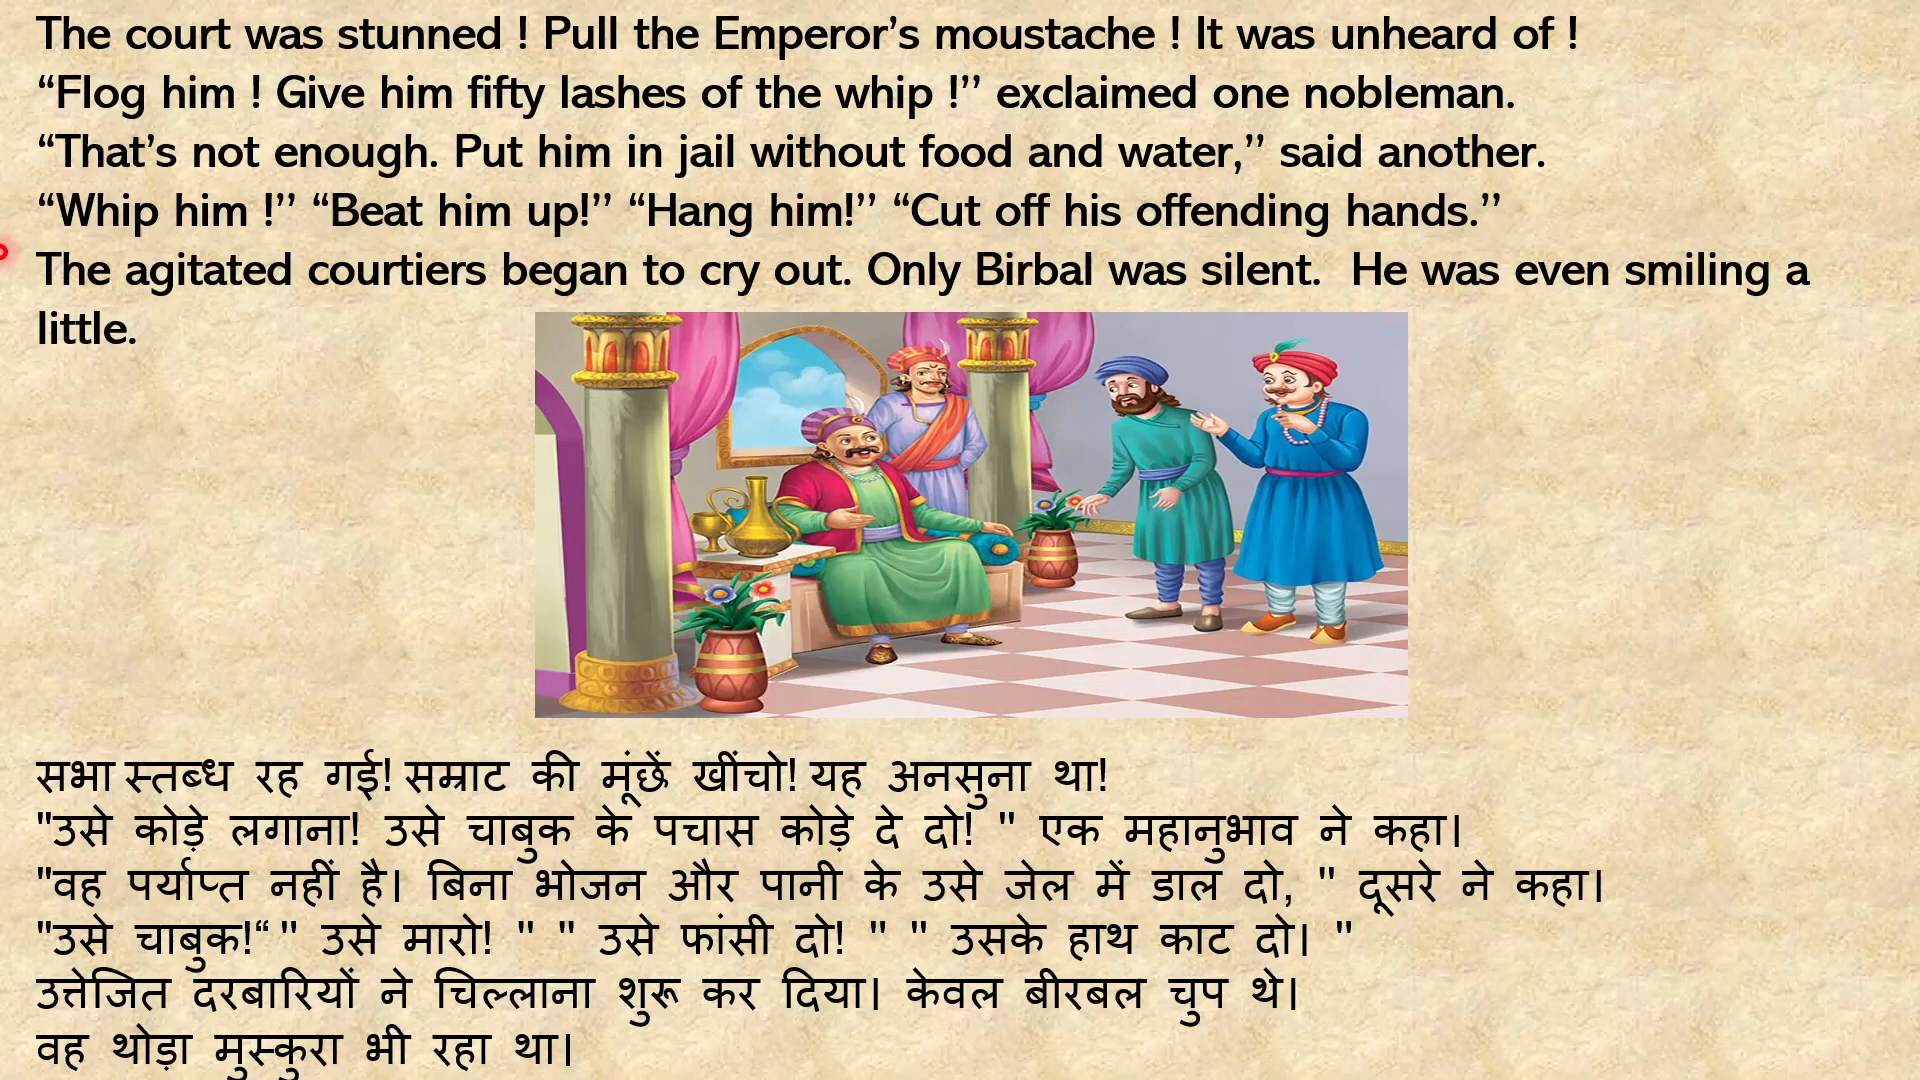 The court was stunned ! Pull the Emperor’s moustache ! It was unheard of !
“Flog him ! Give him fifty lashes of the whip !’’ exclaimed one nobleman.
“That’s not enough. Put him in jail without food and water,’’ said another.
“Whip him !’’ “Beat him up!’’ “Hang him!’’ “Cut off his offending hands.’’
The agitated courtiers began to cry out. Only Birbal was silent.  He was even smiling a
little.
सभा स्तब्ध रह गई! सम्राट की मूंछें खींचो! यह अनसुना था!
"उसे कोड़े लगाना! उसे चाबुक के पचास कोड़े दे दो! " एक महानुभाव ने कहा।
"वह पर्याप्त नहीं है। बिना भोजन और पानी के उसे जेल में डाल दो, " दूसरे ने कहा।
"उसे चाबुक!“ " उसे मारो! " " उसे फांसी दो! " " उसके हाथ काट दो। "
उत्तेजित दरबारियों ने चिल्लाना शुरू कर दिया। केवल बीरबल चुप थे।
वह थोड़ा मुस्कुरा भी रहा था।